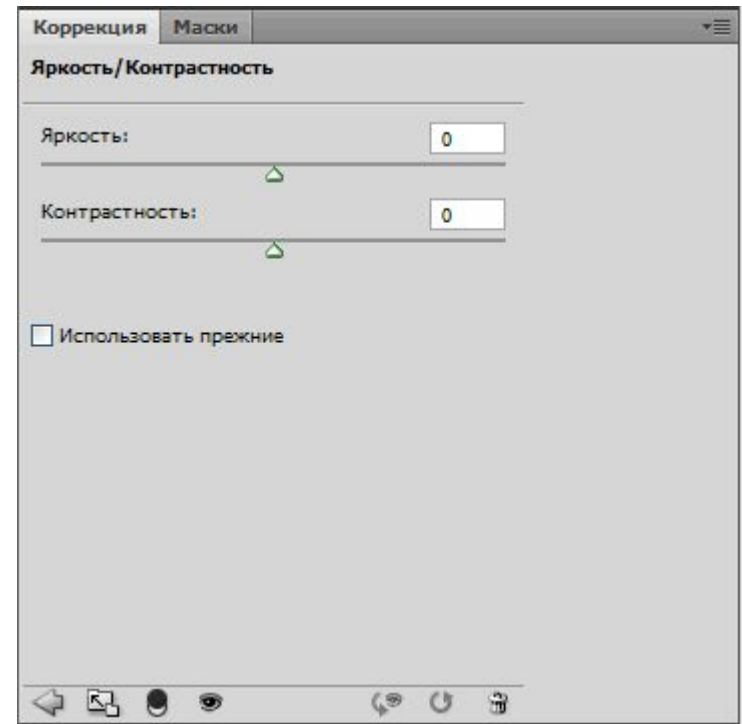 Коррекция Маски
Яркость/Контрастность
Яркость: 0
Контрастность: 0
Использовать прежние